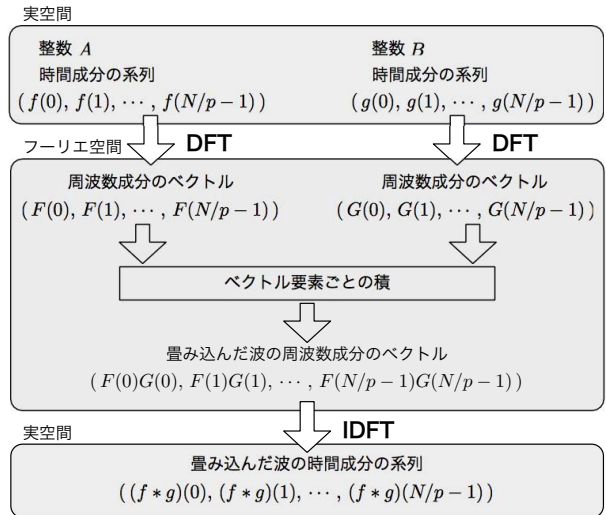 実空間
整数 A 整数 B
時間成分の系列 時間成分の系列
( f(0), f(1), ⋯ , f(N/p − 1) ) ( g(0), g(1), ⋯ , g(N/p − 1) )
フーリエ空間 DFT DFT
周波数成分のベクトル 周波数成分のベクトル
( F(0), F(1), ⋯ , F(N/p − 1) ) ( G(0), G(1), ⋯ , G(N/p − 1) )
ベクトル要素ごとの積
畳み込んだ波の周波数成分のベクトル
( F(0)G(0), F(1)G(1), ⋯ , F(N/p − 1)G(N/p − 1) )
実空間 IDFT
畳み込んだ波の時間成分の系列
( (f ∗ g)(0), (f ∗ g)(1), ⋯ , (f ∗ g)(N/p − 1) )